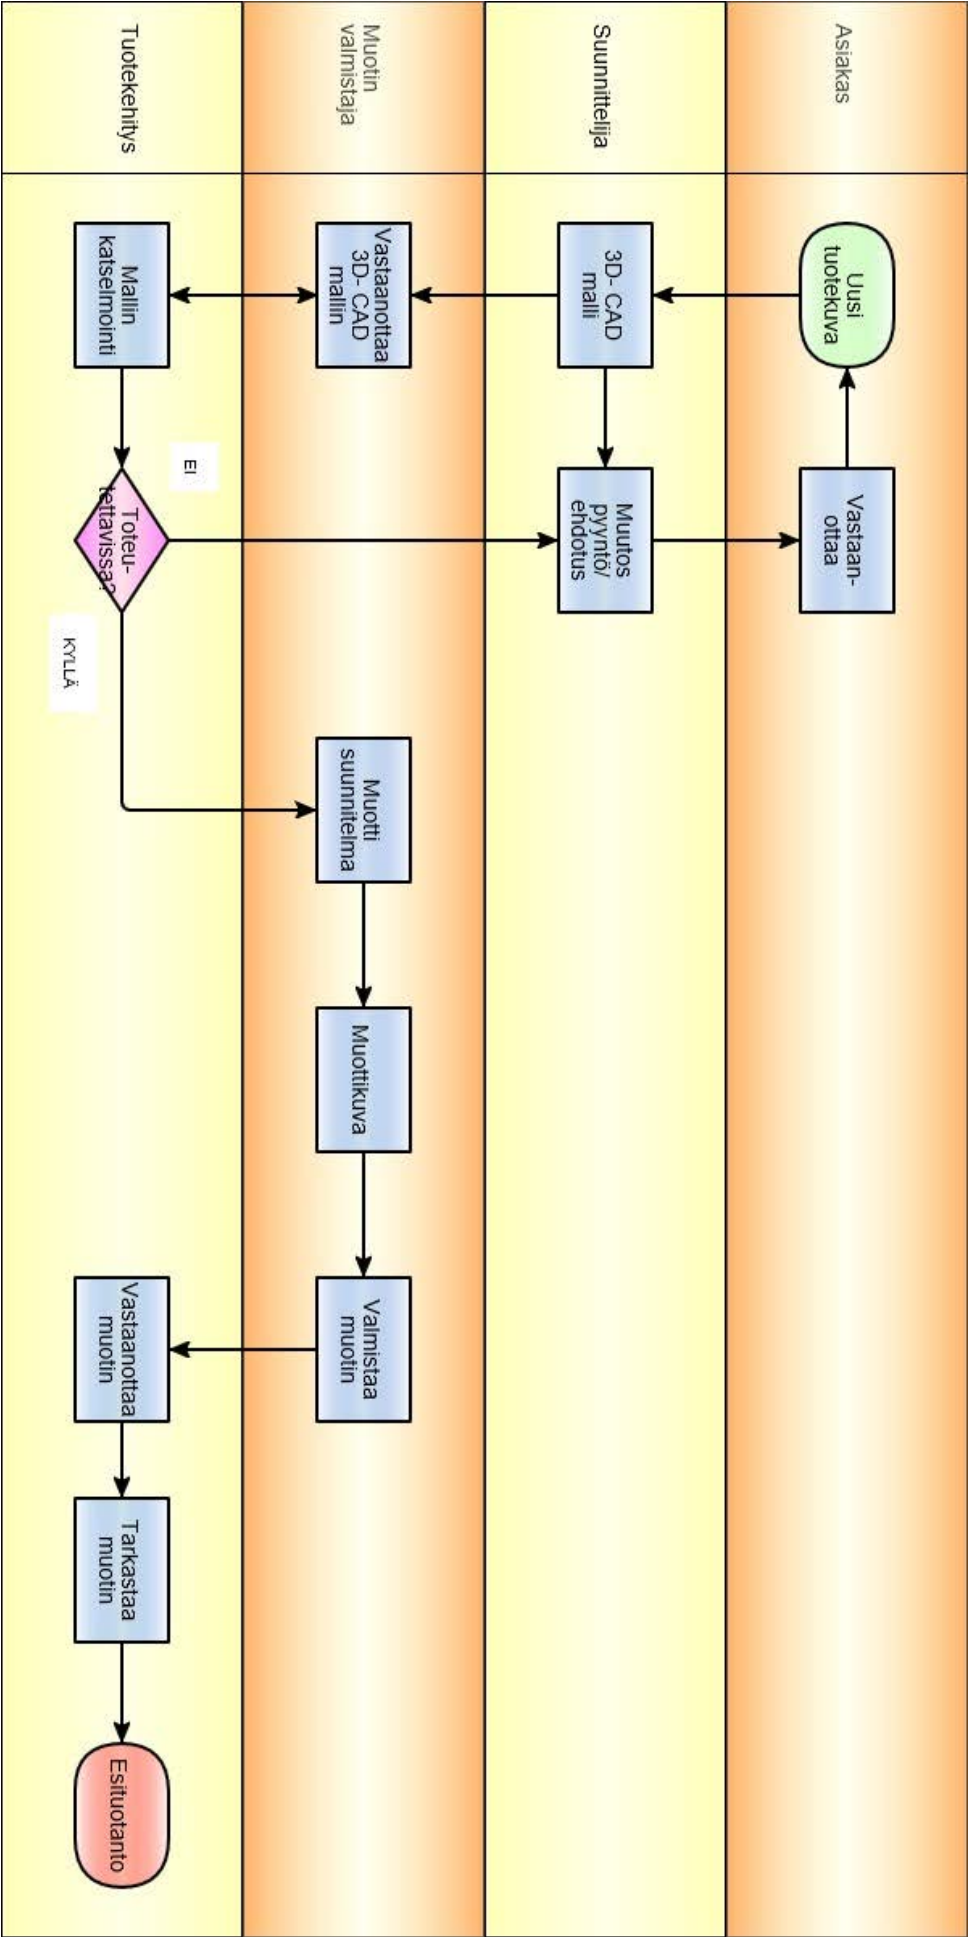 Asiakas
Uusi
tuotekuva
Vastaan-
ottaa
Suunnittelija
3D- CAD
malli
Muutos
pyyntö/
ehdotus
Muotin
valmistaja
Vastaanottaa
3D- CAD
mallin
Muotti
suunnitelma
Muottikuva
Valmistaa
muotin
Tuotekehitys
Mallin
katselmointi
EI
Toteu-
tettavissa?
KYLLÄ
Vastaanottaa
muotin
Tarkastaa
muotin
Esituotanto